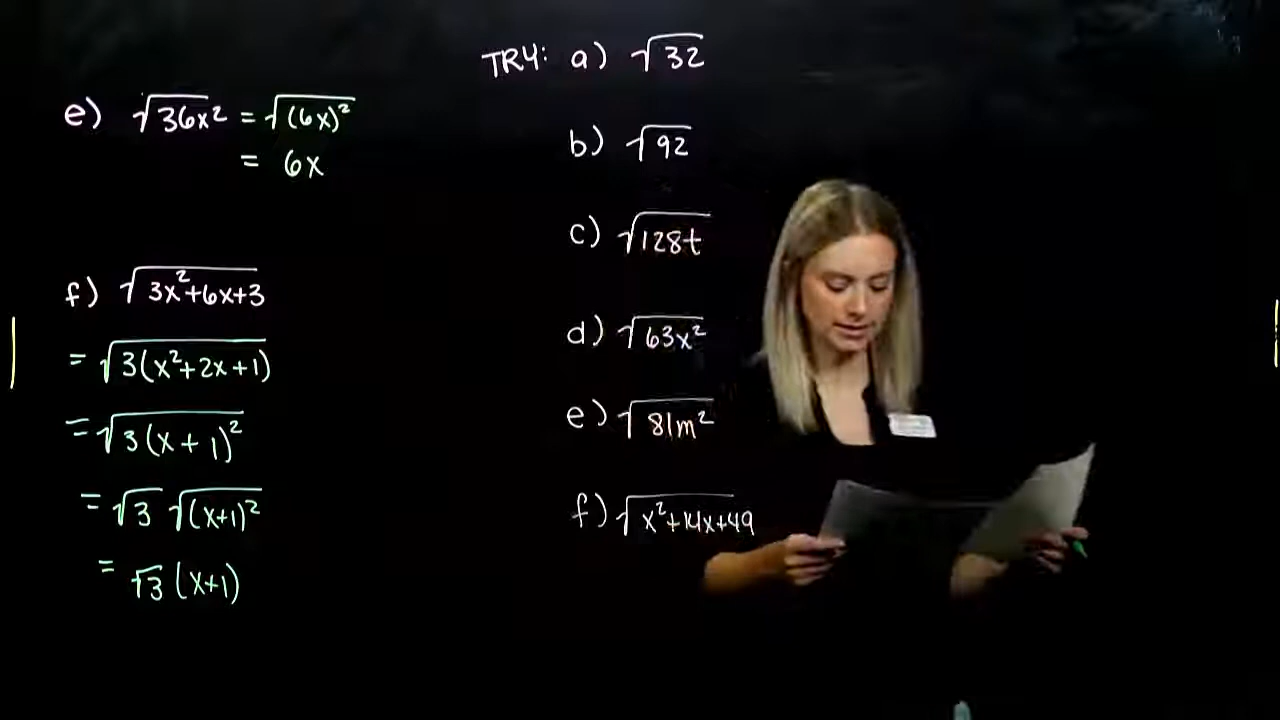 e) √36x² = √(6x)²
= 6x
f) √3x²+6x+3
= √3(x²+2x+1)
= √3(x+1)²
= √3 √(x+1)²
= √3 (x+1)
TRY: a) √32
b) √92
c) √128t
d) √63x²
e) √81m²
f) √x²+14x+49